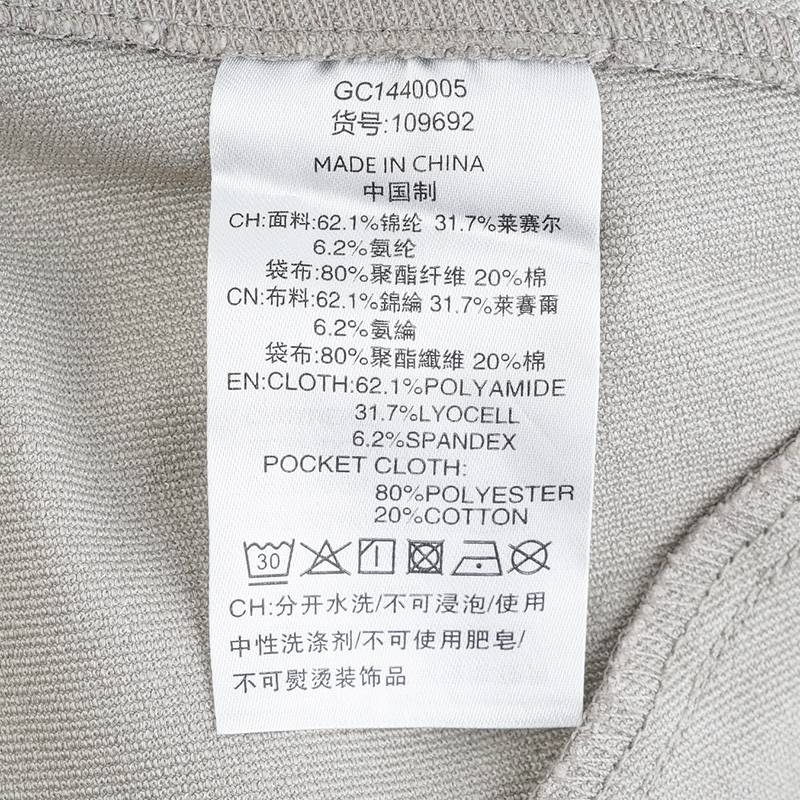 GC1440005
货号:109692
MADE IN CHINA
中国制
CH:面料:62.1%锦纶 31.7%莱赛尔
6.2%氨纶
袋布:80%聚酯纤维 20%棉
CN:布料:62.1%錦綸 31.7%萊賽爾
6.2%氨綸
袋布:80%聚酯纖維 20%棉
EN:CLOTH:62.1%POLYAMIDE
31.7%LYOCELL
6.2%SPANDEX
POCKET CLOTH:
80%POLYESTER
20%COTTON
30
CH:分开水洗/不可浸泡/使用
中性洗涤剂/不可使用肥皂/
不可熨烫装饰品